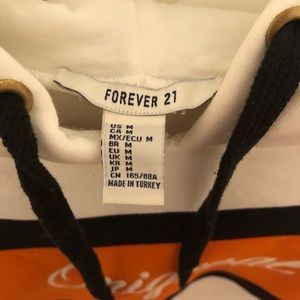 FOREVER 21
US M
CA M
MX/ECU M
BR M
EU M
UK M
KR M
JP M
CN 165/88A
MADE IN TURKEY